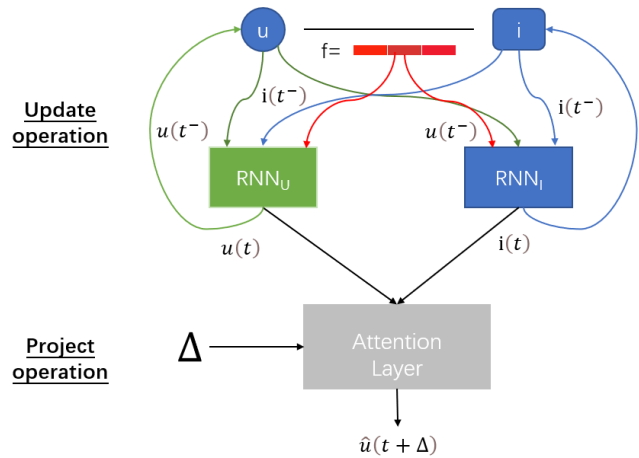 u
i
f=
i(t⁻)
i(t⁻)
Update
operation
u(t⁻)
u(t⁻)
RNN_U
RNN_I
u(t)
i(t)
Project
operation
Δ
Attention
Layer
û(t + Δ)